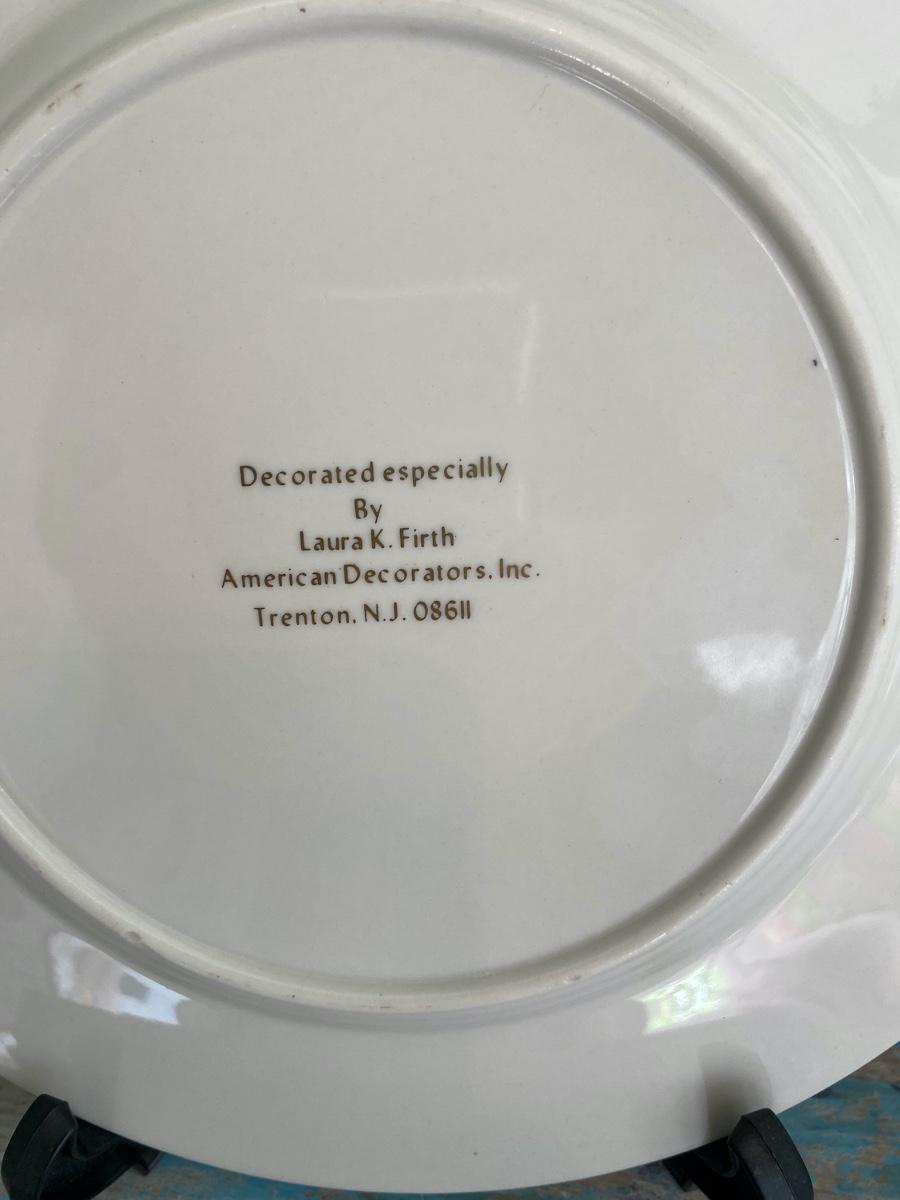 Decorated especially
By
Laura K. Firth
American Decorators, Inc.
Trenton, N.J. 08611